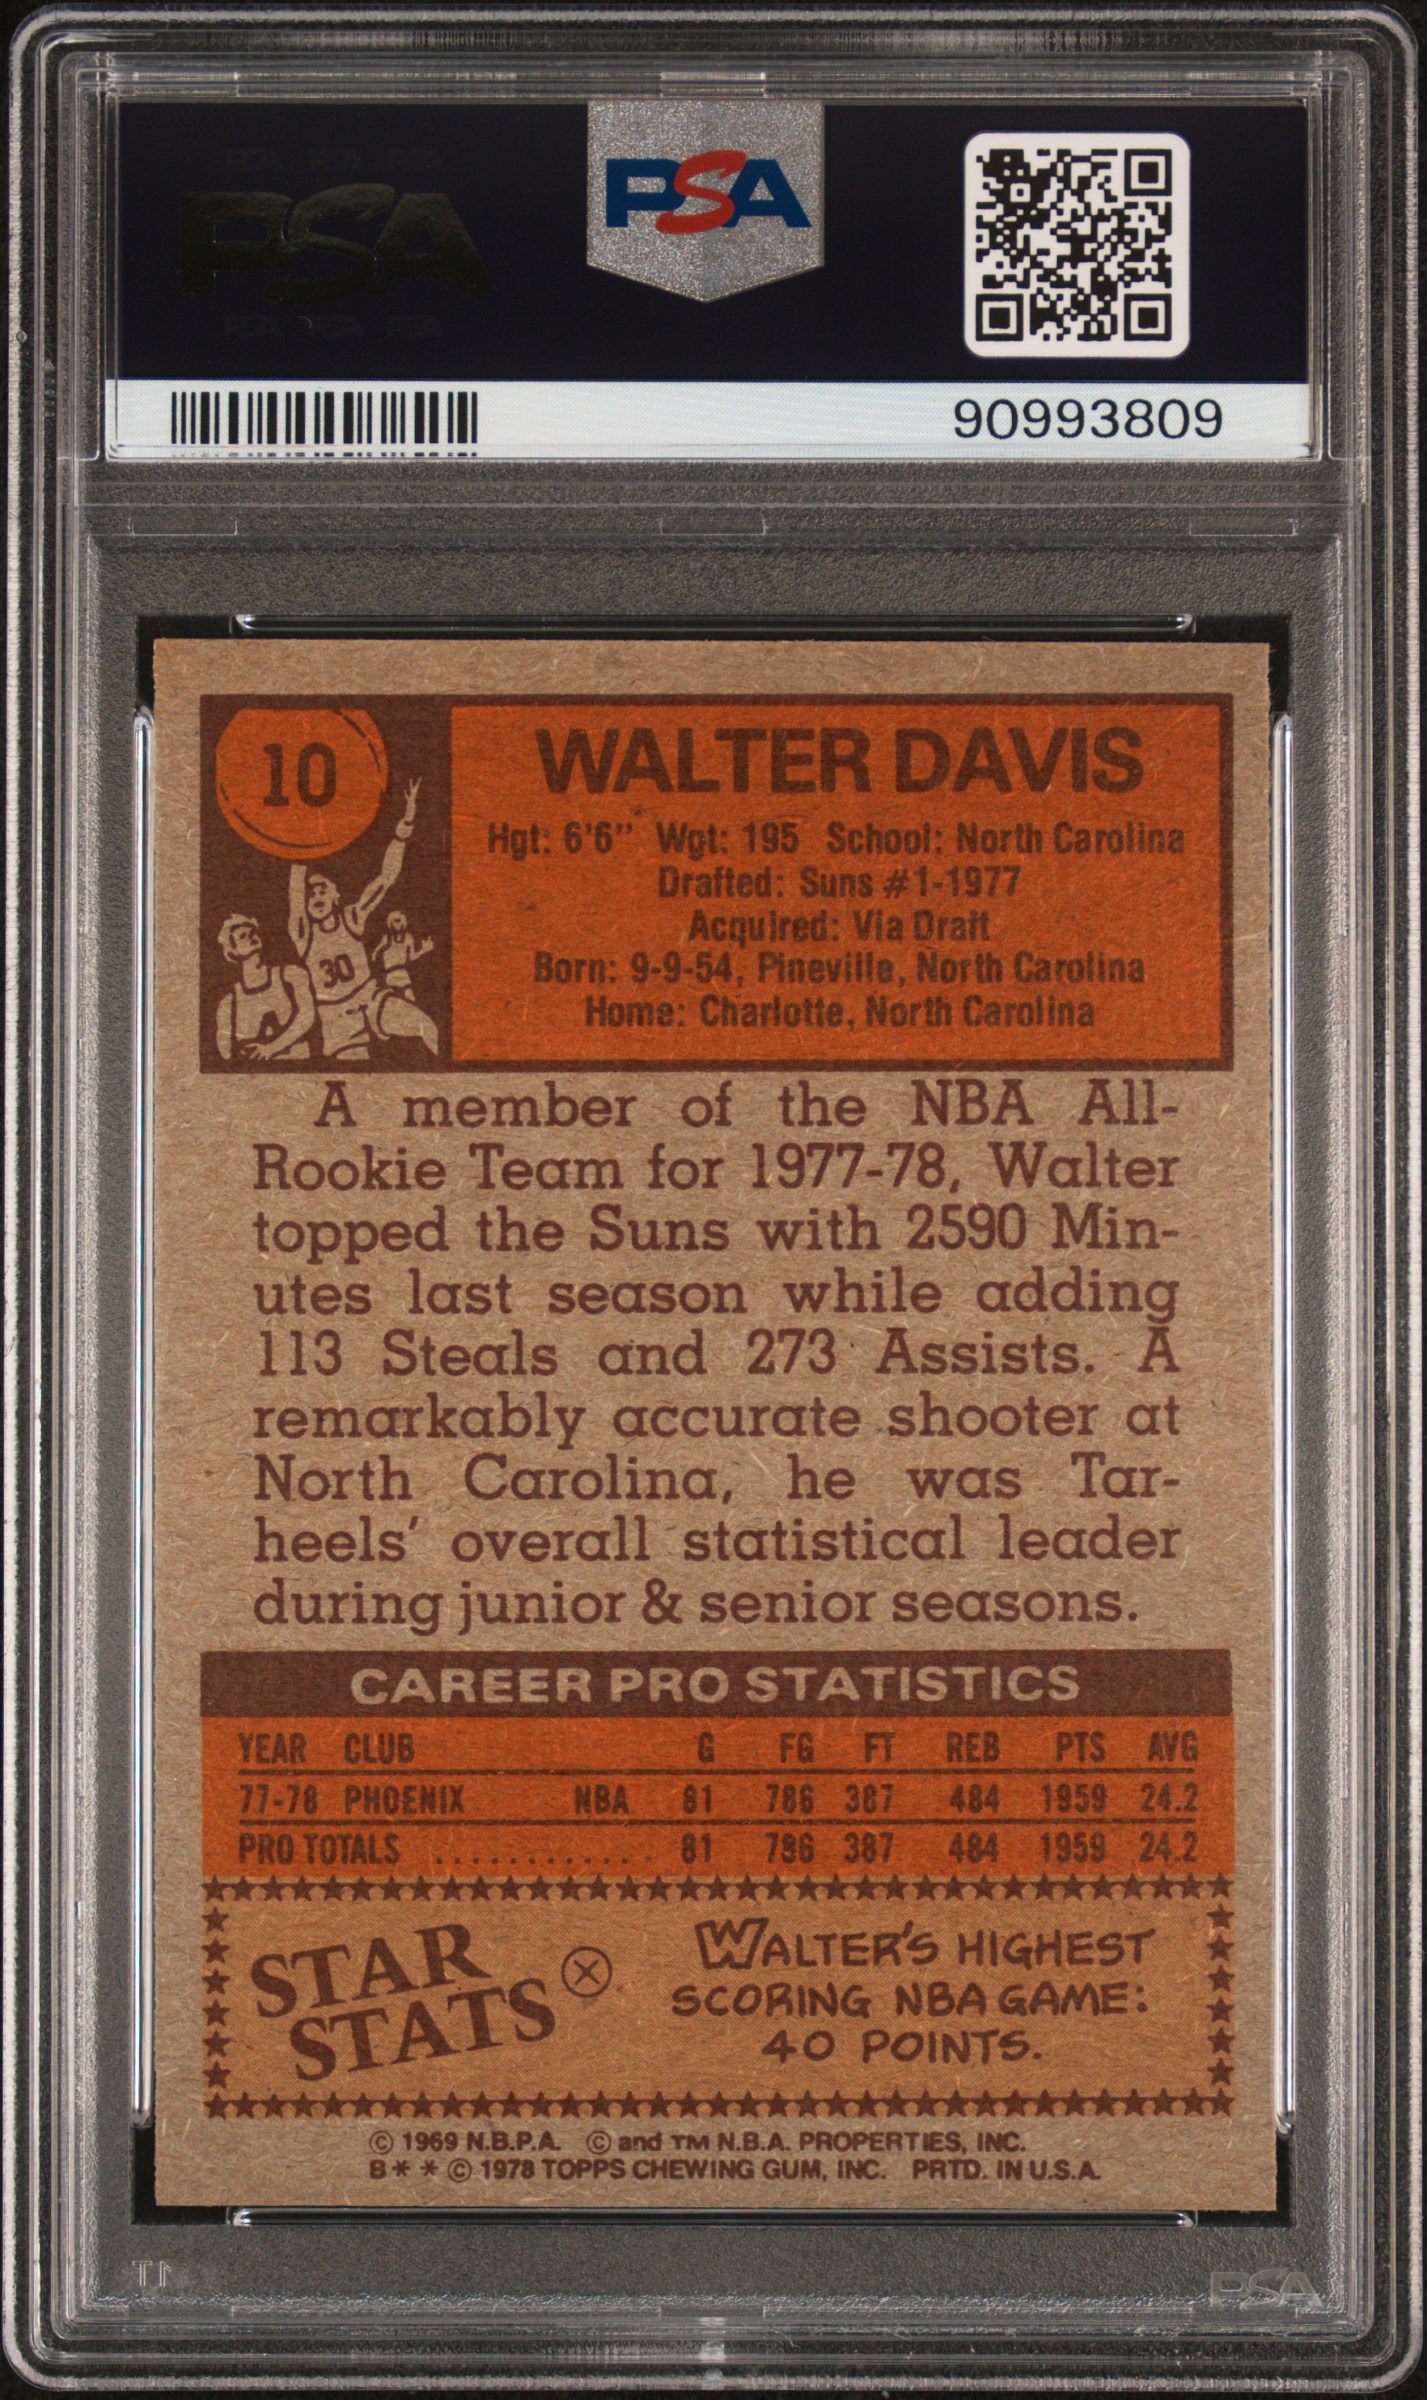 PSA
PSA
90993809
10
WALTER DAVIS
Hgt: 6'6" Wgt: 195 School: North Carolina
Drafted: Suns #1-1977
Acquired: Via Draft
Born: 9-9-54, Pineville, North Carolina
Home: Charlotte, North Carolina
30
A member of the NBA All-
Rookie Team for 1977-78, Walter
topped the Suns with 2590 Min-
utes last season while adding
113 Steals and 273 Assists. A
remarkably accurate shooter at
North Carolina, he was Tar-
heels' overall statistical leader
during junior & senior seasons.
CAREER PRO STATISTICS
YEAR CLUB G FG FT REB PTS AVG
77-78 PHOENIX NBA 81 786 387 484 1959 24.2
PRO TOTALS ............ 81 786 387 484 1959 24.2
STAR
STATS
WALTER'S HIGHEST
SCORING NBA GAME:
40 POINTS.
© 1969 N.B.P.A. © and TM N.B.A. PROPERTIES, INC.
B * * © 1978 TOPPS CHEWING GUM, INC. PRTD. IN U.S.A.
PSA